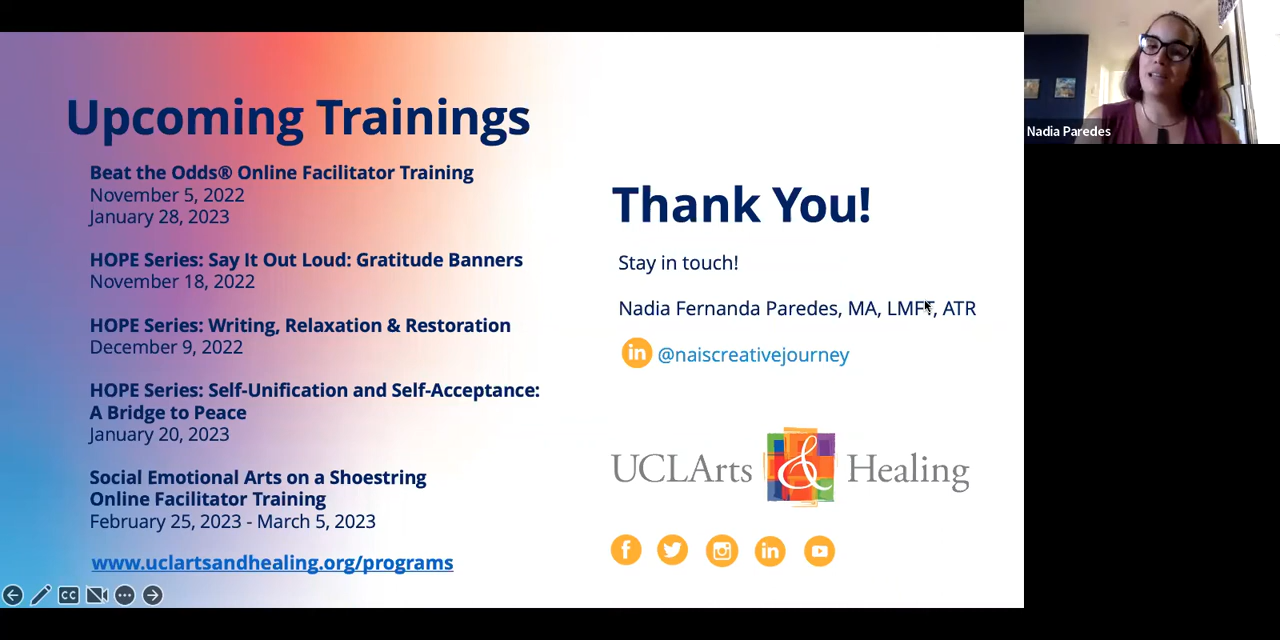 Upcoming Trainings
Beat the Odds® Online Facilitator Training
November 5, 2022
January 28, 2023
HOPE Series: Say It Out Loud: Gratitude Banners
November 18, 2022
HOPE Series: Writing, Relaxation & Restoration
December 9, 2022
HOPE Series: Self-Unification and Self-Acceptance:
A Bridge to Peace
January 20, 2023
Social Emotional Arts on a Shoestring
Online Facilitator Training
February 25, 2023 - March 5, 2023
www.uclartsandhealing.org/programs
Thank You!
Stay in touch!
Nadia Fernanda Paredes, MA, LMFT, ATR
in @naiscreativejourney
UCLArts & Healing
f in
CC
Nadia Paredes